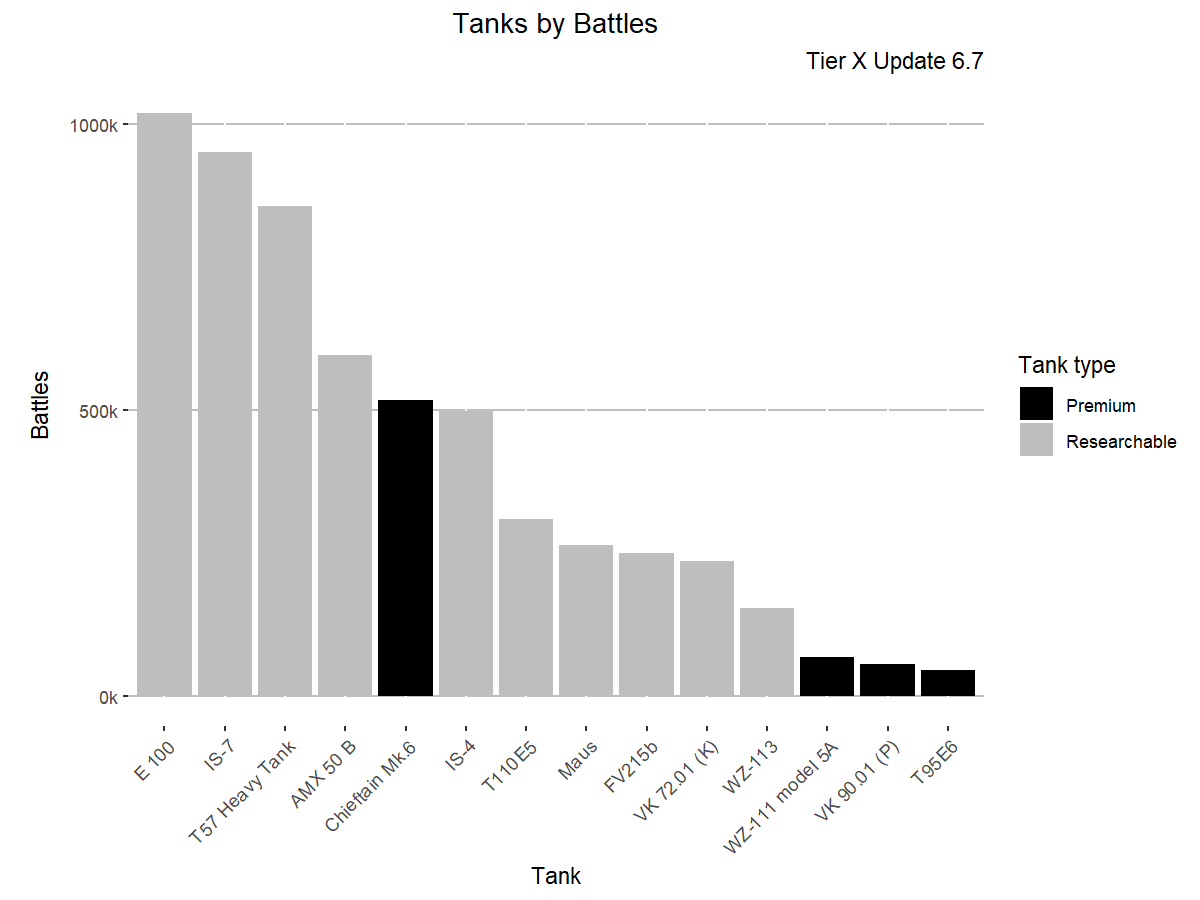 Tanks by Battles
Tier X Update 6.7
1000k
500k
0k
Battles
E 100
IS-7
T57 Heavy Tank
AMX 50 B
Chieftain Mk.6
IS-4
T110E5
Maus
FV215b
VK 72.01 (K)
WZ-113
WZ-111 model 5A
VK 90.01 (P)
T95E6
Tank
Tank type
Premium
Researchable